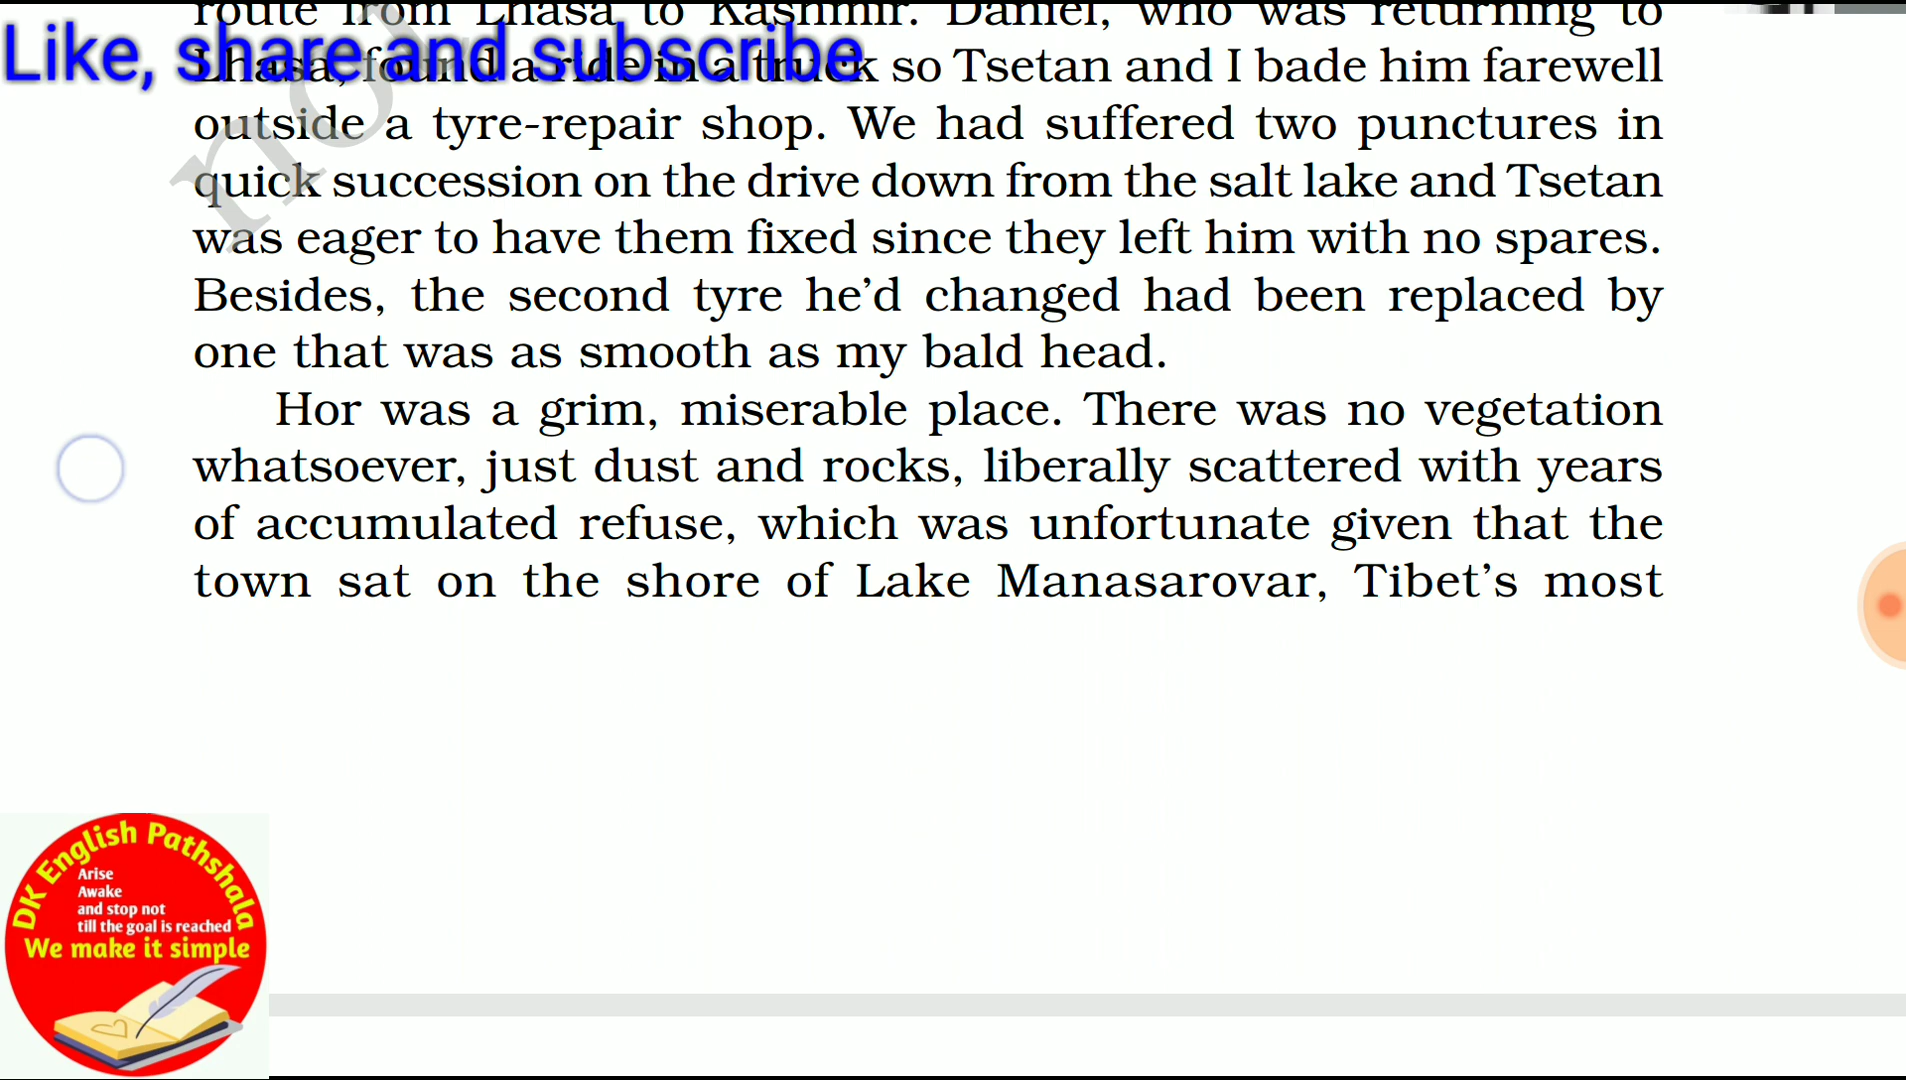 route from Lhasa to Kashmir. Daniel, who was returning to
Like, share and subscribe
Lhasa, found a ride in a truck so Tsetan and I bade him farewell
outside a tyre-repair shop. We had suffered two punctures in
quick succession on the drive down from the salt lake and Tsetan
was eager to have them fixed since they left him with no spares.
Besides, the second tyre he’d changed had been replaced by
one that was as smooth as my bald head.
Hor was a grim, miserable place. There was no vegetation
whatsoever, just dust and rocks, liberally scattered with years
of accumulated refuse, which was unfortunate given that the
town sat on the shore of Lake Manasarovar, Tibet’s most
not
DK English Pathshala
Arise
Awake
and stop not
till the goal is reached
We make it simple